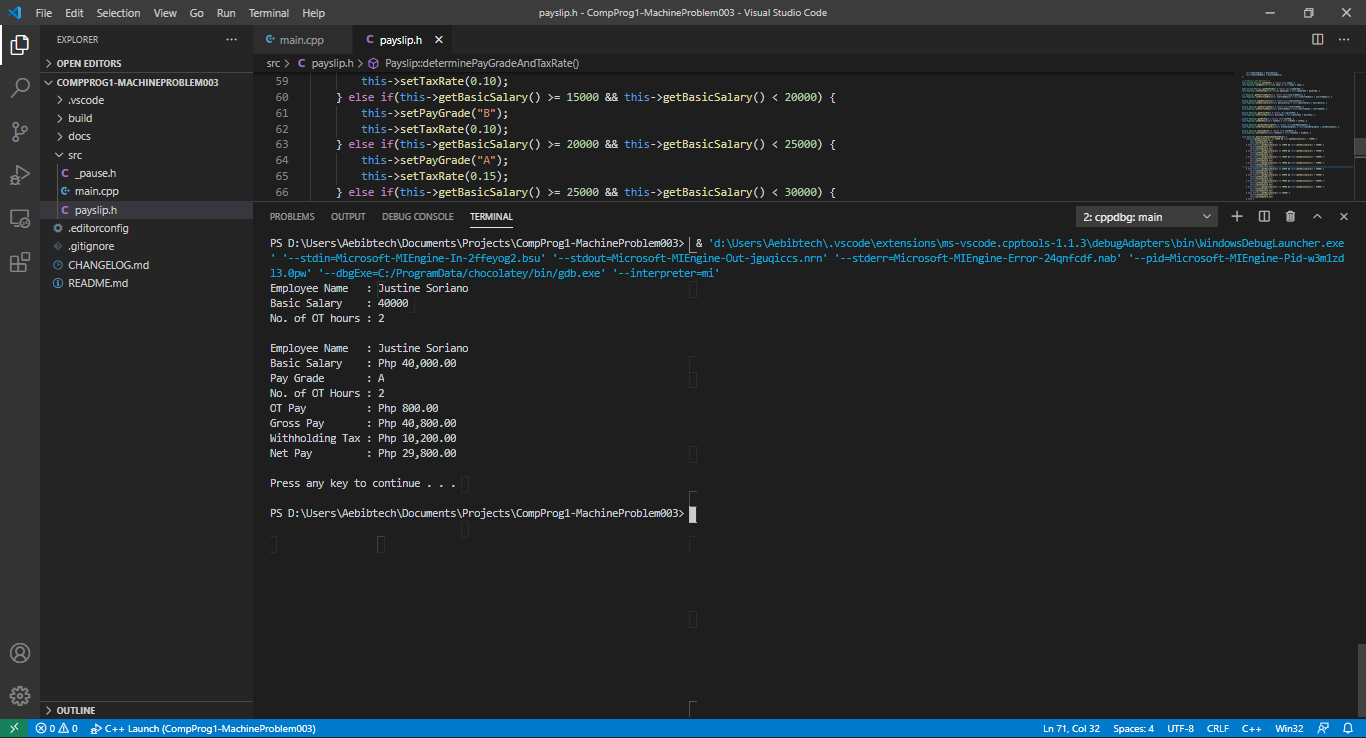 File Edit Selection View Go Run Terminal Help
payslip.h - CompProg1-MachineProblem003 - Visual Studio Code
EXPLORER
main.cpp
payslip.h
OPEN EDITORS
src > payslip.h > Payslip::determinePayGradeAndTaxRate()
COMPPROG1-MACHINEPROBLEM003
.vscode
build
docs
src
_pause.h
main.cpp
payslip.h
.editorconfig
.gitignore
CHANGELOG.md
README.md
OUTLINE
59 this->setTaxRate(0.10);
60 } else if(this->getBasicSalary() >= 15000 && this->getBasicSalary() < 20000) {
61 this->setPayGrade("B");
62 this->setTaxRate(0.10);
63 } else if(this->getBasicSalary() >= 20000 && this->getBasicSalary() < 25000) {
64 this->setPayGrade("A");
65 this->setTaxRate(0.15);
66 } else if(this->getBasicSalary() >= 25000 && this->getBasicSalary() < 30000) {
PROBLEMS OUTPUT DEBUG CONSOLE TERMINAL
2: cppdbg: main
PS D:\Users\Aebibtech\Documents\Projects\CompProg1-MachineProblem003> & 'd:\Users\Aebibtech\.vscode\extensions\ms-vscode.cpptools-1.1.3\debugAdapters\bin\WindowsDebugLauncher.exe
' '--stdin=Microsoft-MIEngine-In-2ffeyog2.bsu' '--stdout=Microsoft-MIEngine-Out-jguqiccs.nrn' '--stderr=Microsoft-MIEngine-Error-24qnfcdf.nab' '--pid=Microsoft-MIEngine-Pid-w3m1zd
l3.0pw' '--dbgExe=C:/ProgramData/chocolatey/bin/gdb.exe' '--interpreter=mi'
Employee Name : Justine Soriano
Basic Salary : 40000
No. of OT hours : 2
Employee Name : Justine Soriano
Basic Salary : Php 40,000.00
Pay Grade : A
No. of OT Hours : 2
OT Pay : Php 800.00
Gross Pay : Php 40,800.00
Withholding Tax : Php 10,200.00
Net Pay : Php 29,800.00
Press any key to continue . . .
PS D:\Users\Aebibtech\Documents\Projects\CompProg1-MachineProblem003>
0 0 C++ Launch (CompProg1-MachineProblem003)
Ln 71, Col 32 Spaces: 4 UTF-8 CRLF C++ Win32